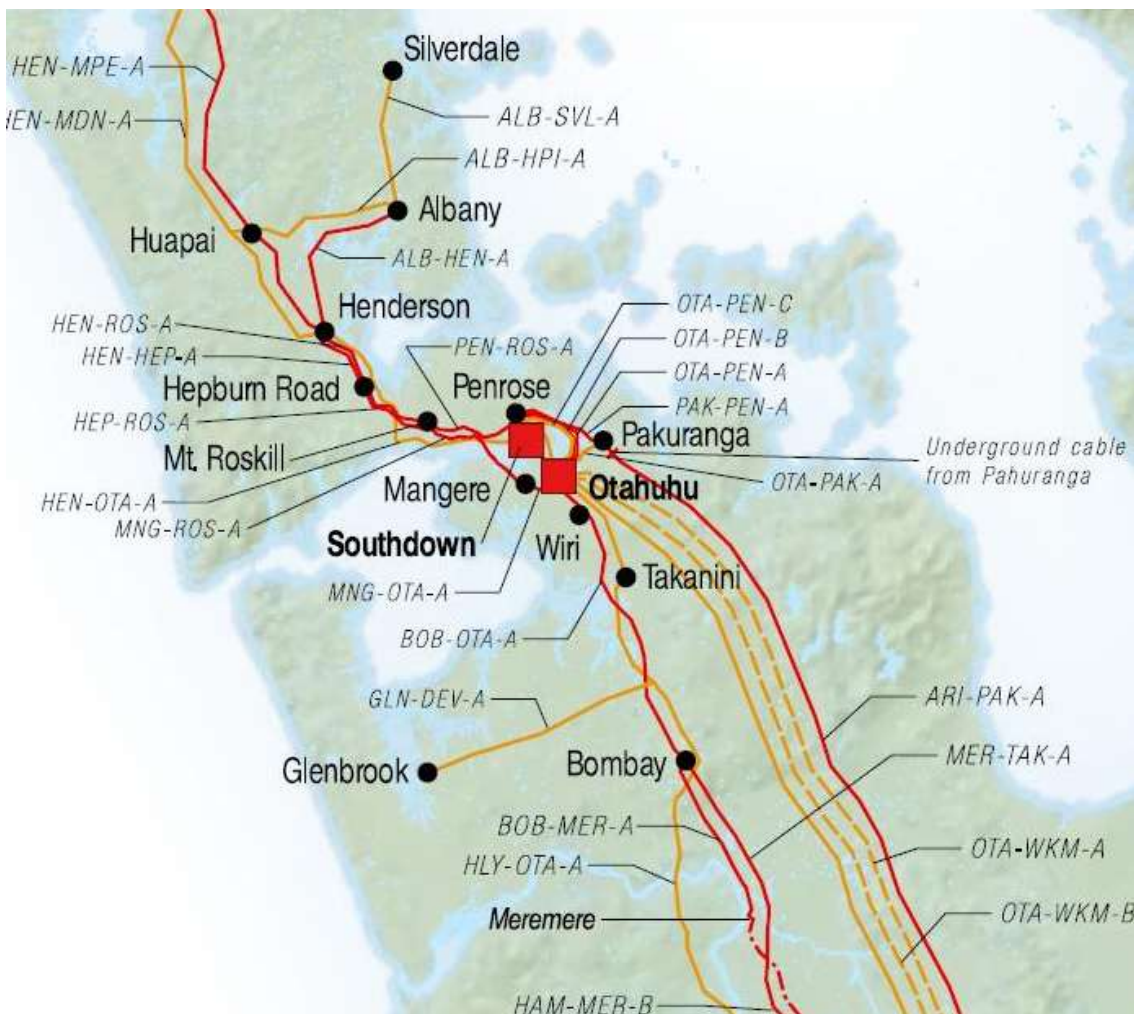 Silverdale
HEN-MPE-A
ALB-SVL-A
HEN-MDN-A
ALB-HPI-A
Albany
Huapai
ALB-HEN-A
Henderson
OTA-PEN-C
HEN-ROS-A
OTA-PEN-B
PEN-ROS-A
HEN-HEP-A
OTA-PEN-A
Hepburn Road
Penrose
PAK-PEN-A
HEP-ROS-A
Pakuranga
Underground cable
from Pahuranga
Mt. Roskill
OTA-PAK-A
Mangere
Otahuhu
HEN-OTA-A
MNG-ROS-A
Southdown
Wiri
Takanini
MNG-OTA-A
BOB-OTA-A
GLN-DEV-A
ARI-PAK-A
Glenbrook
Bombay
MER-TAK-A
BOB-MER-A
HLY-OTA-A
OTA-WKM-A
Meremere
OTA-WKM-B
HAM-MER-B